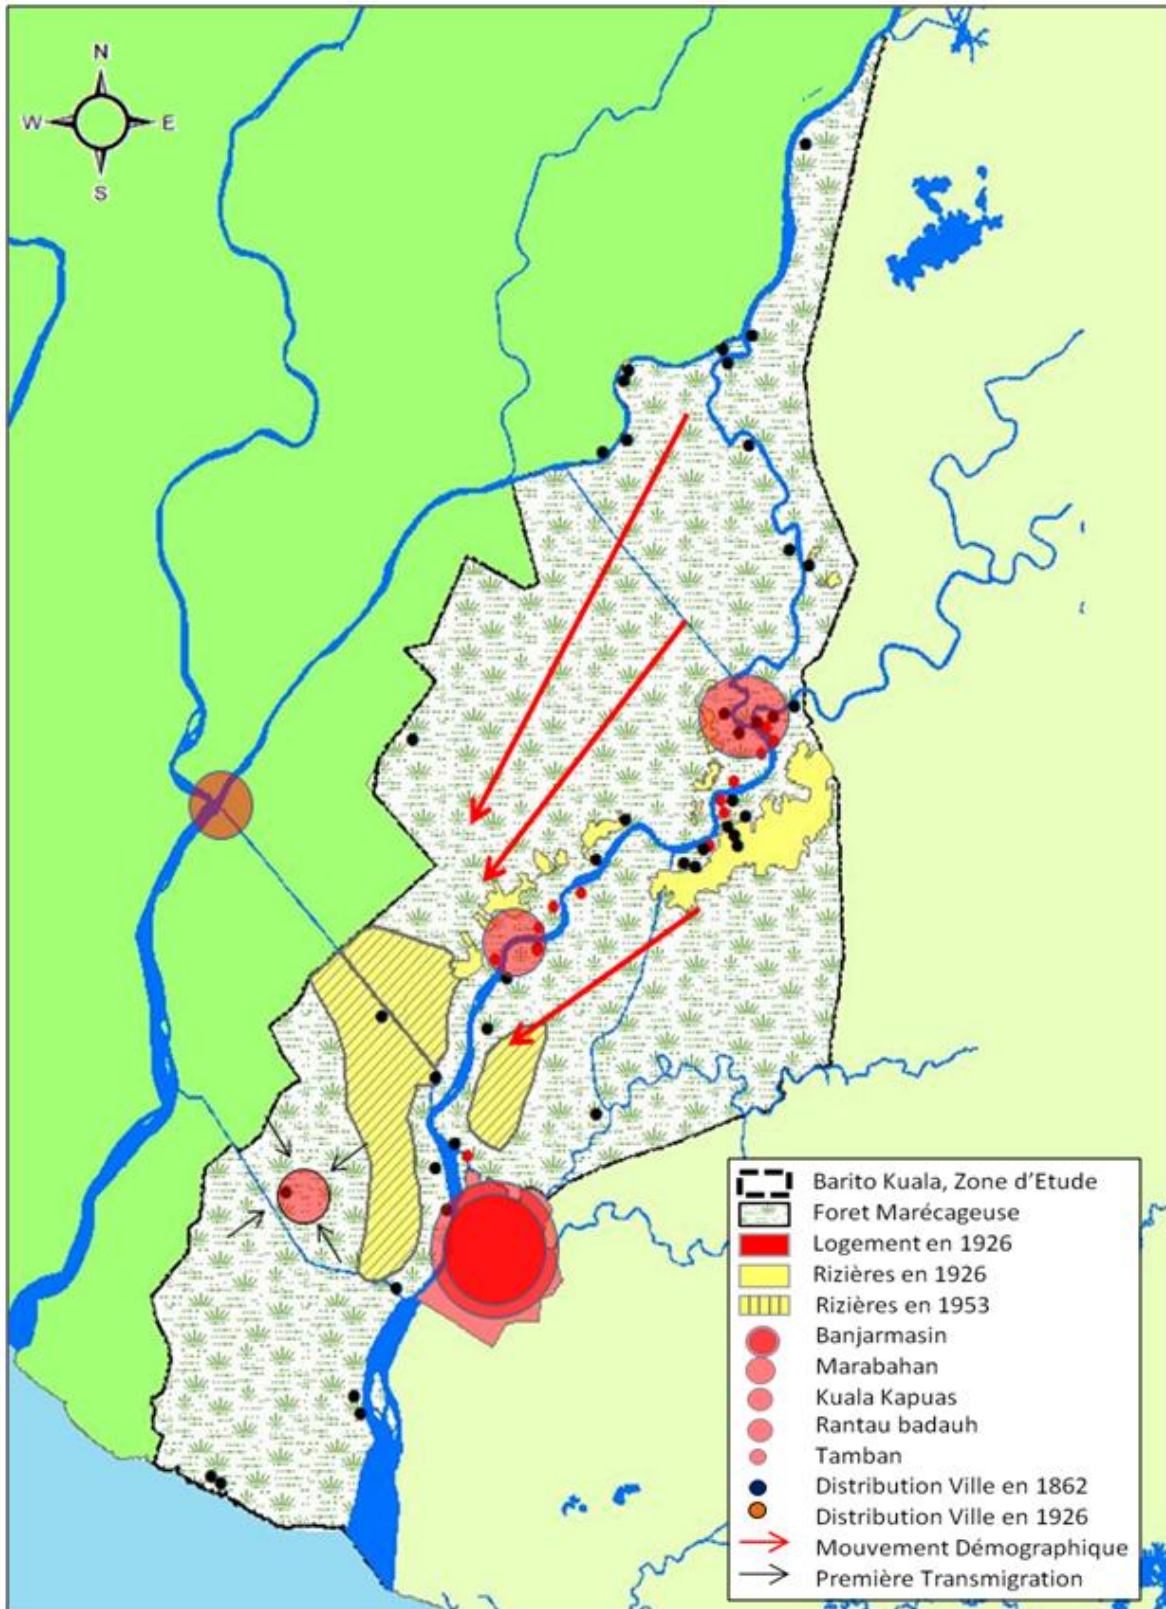 N
W E
S
Barito Kuala, Zone d'Etude
Foret Marécageuse
Logement en 1926
Rizières en 1926
Rizières en 1953
Banjarmasin
Marabahan
Kuala Kapuas
Rantau badauh
Tamban
Distribution Ville en 1862
Distribution Ville en 1926
Mouvement Démographique
Première Transmigration